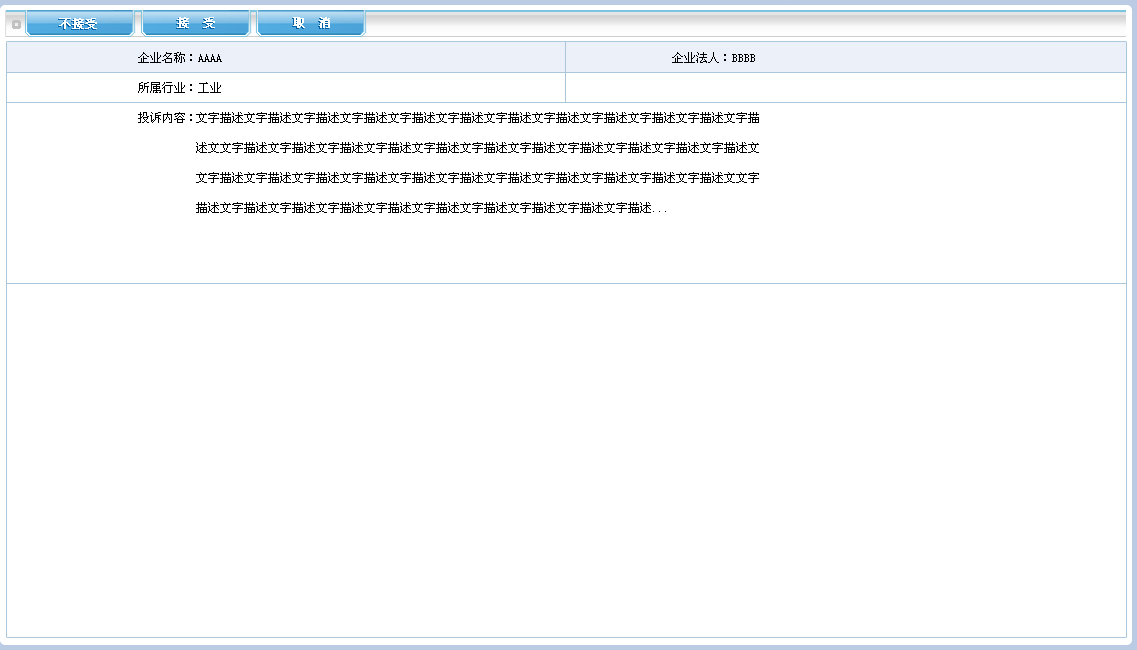 不接受 接 受 取 消
企业名称：AAAA 企业法人：BBBB
所属行业：工业
投诉内容：文字描述文字描述文字描述文字描述文字描述文字描述文字描述文字描述文字描述文字描述文字描述文字描
述文文字描述文字描述文字描述文字描述文字描述文字描述文字描述文字描述文字描述文字描述文字描述文
文字描述文字描述文字描述文字描述文字描述文字描述文字描述文字描述文字描述文字描述文字描述文文字
描述文字描述文字描述文字描述文字描述文字描述文字描述文字描述文字描述文字描述...